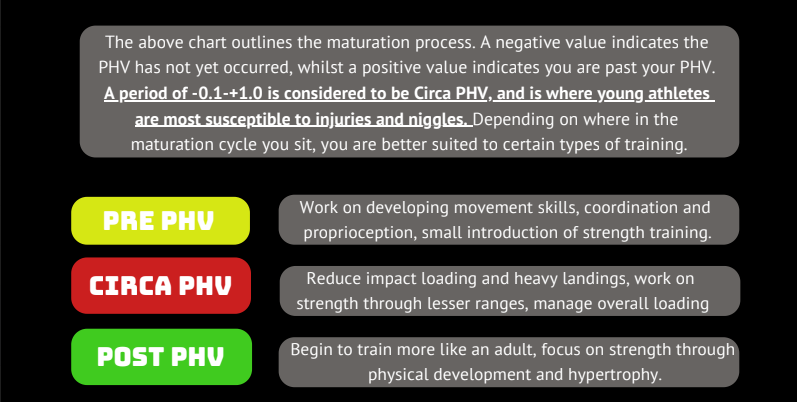 The above chart outlines the maturation process. A negative value indicates the
PHV has not yet occurred, whilst a positive value indicates you are past your PHV.
A period of -0.1-+1.0 is considered to be Circa PHV, and is where young athletes
are most susceptible to injuries and niggles. Depending on where in the
maturation cycle you sit, you are better suited to certain types of training.
PRE PHV
Work on developing movement skills, coordination and
proprioception, small introduction of strength training.
CIRCA PHV
Reduce impact loading and heavy landings, work on
strength through lesser ranges, manage overall loading
POST PHV
Begin to train more like an adult, focus on strength through
physical development and hypertrophy.